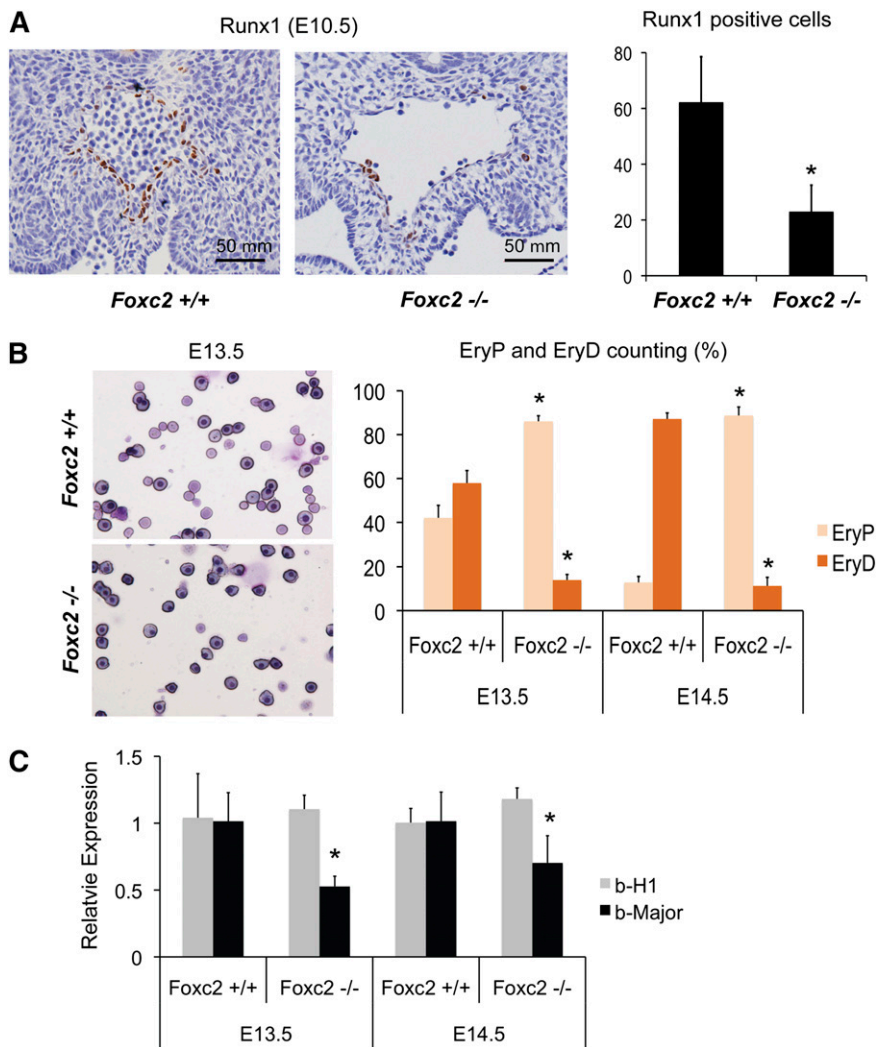 A
Runx1 (E10.5)
50 mm
50 mm
Foxc2 +/+
Foxc2 -/-
Runx1 positive cells
80
60
40
20
0
*
Foxc2 +/+
Foxc2 -/-
B
E13.5
Foxc2 +/+
Foxc2 -/-
EryP and EryD counting (%)
100
80
60
40
20
0
*
*
*
*
Foxc2 +/+
Foxc2 -/-
Foxc2 +/+
Foxc2 -/-
E13.5
E14.5
EryP
EryD
C
Relatvie Expression
1.5
1
0.5
0
*
*
Foxc2 +/+
Foxc2 -/-
Foxc2 +/+
Foxc2 -/-
E13.5
E14.5
b-H1
b-Major